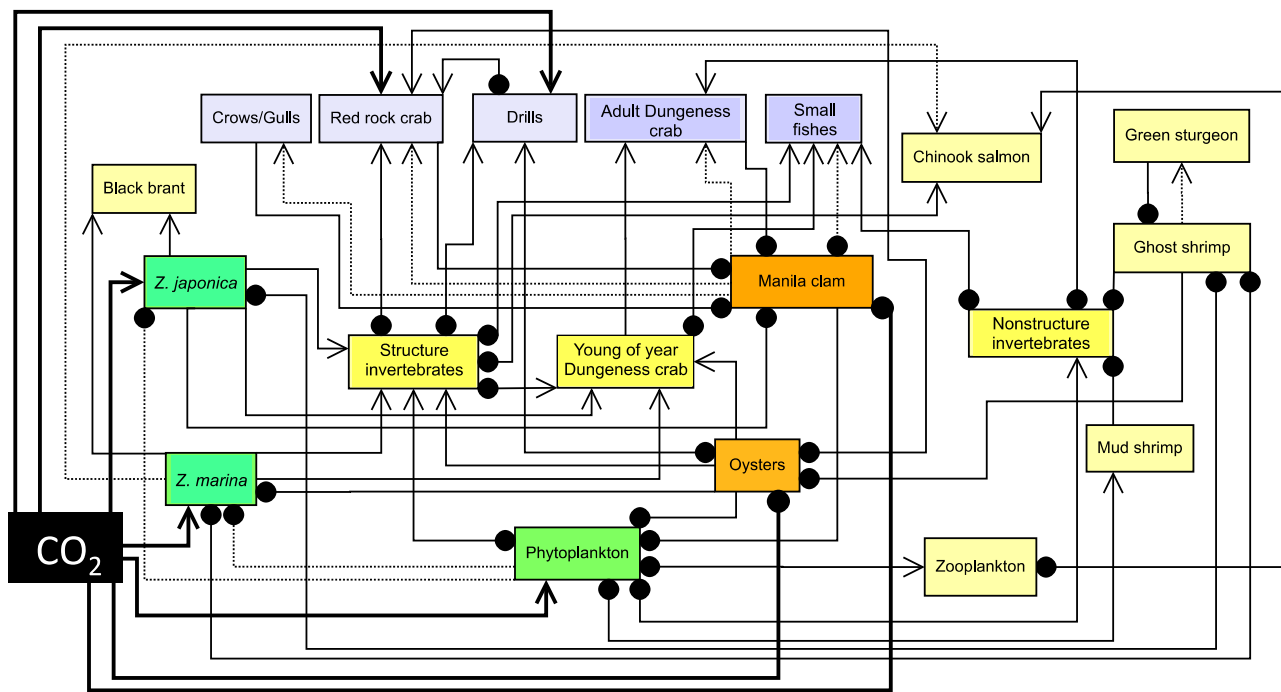 Crows/Gulls
Red rock crab
Drills
Adult Dungeness
crab
Small
fishes
Green sturgeon
Chinook salmon
Black brant
Ghost shrimp
Z. japonica
Manila clam
Structure
invertebrates
Young of year
Dungeness crab
Nonstructure
invertebrates
Mud shrimp
Z. marina
Oysters
CO2
Phytoplankton
Zooplankton